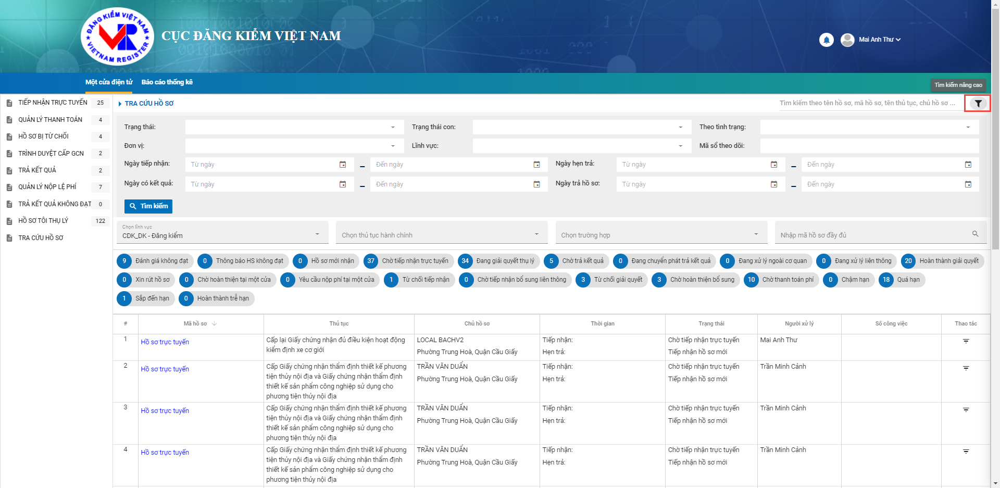 ĐĂNG KIỂM VIỆT NAM
VR
VIETNAM REGISTER
CỤC ĐĂNG KIỂM VIỆT NAM
Mai Anh Thư
Một cửa điện tử
Báo cáo thống kê
Tìm kiếm nâng cao
TIẾP NHẬN TRỰC TUYẾN 25
QUẢN LÝ THANH TOÁN 4
HỒ SƠ BỊ TỪ CHỐI 4
TRÌNH DUYỆT CẤP GCN 2
TRẢ KẾT QUẢ 2
QUẢN LÝ NỘP LỆ PHÍ 7
TRẢ KẾT QUẢ KHÔNG ĐẠT 0
HỒ SƠ TÔI THỤ LÝ 122
TRA CỨU HỒ SƠ
TRA CỨU HỒ SƠ
Tìm kiếm theo tên hồ sơ, mã hồ sơ, tên thủ tục, chủ hồ sơ ...
Trạng thái: Trạng thái con: Theo tình trạng:
Đơn vị: Lĩnh vực: Mã số theo dõi:
Ngày tiếp nhận: Từ ngày – Đến ngày Ngày hẹn trả: Từ ngày – Đến ngày
Ngày có kết quả: Từ ngày – Đến ngày Ngày trả hồ sơ: Từ ngày – Đến ngày
Tìm kiếm
Chọn lĩnh vực
CDK_DK - Đăng kiểm
Chọn thủ tục hành chính
Chọn trường hợp
Nhập mã hồ sơ đầy đủ
9 Đánh giá không đạt 0 Thông báo HS không đạt 0 Hồ sơ mới nhận 37 Chờ tiếp nhận trực tuyến 34 Đang giải quyết thụ lý 5 Chờ trả kết quả 0 Đang chuyển phát trả kết quả 0 Đang xử lý ngoài cơ quan 0 Đang xử lý liên thông 20 Hoàn thành giải quyết
0 Xin rút hồ sơ 0 Chờ hoàn thiện tại một cửa 0 Yêu cầu nộp phí tại một cửa 1 Từ chối tiếp nhận 0 Chờ tiếp nhận bổ sung liên thông 3 Từ chối giải quyết 3 Chờ hoàn thiện bổ sung 10 Chờ thanh toán phí 0 Chậm hạn 18 Quá hạn
1 Sắp đến hạn 0 Hoàn thành trễ hạn
# Mã hồ sơ Thủ tục Chủ hồ sơ Thời gian Trạng thái Người xử lý Số công việc Thao tác
1
Hồ sơ trực tuyến
Cấp lại Giấy chứng nhận đủ điều kiện hoạt động
kiểm định xe cơ giới
LOCAL BACHV2
Phường Trung Hoà, Quận Cầu Giấy
Tiếp nhận:
Hẹn trả:
Chờ tiếp nhận trực tuyến
Tiếp nhận hồ sơ mới
Mai Anh Thư
2
Hồ sơ trực tuyến
Cấp Giấy chứng nhận thẩm định thiết kế phương
tiện thủy nội địa và Giấy chứng nhận thẩm định
thiết kế sản phẩm công nghiệp sử dụng cho
phương tiện thủy nội địa
TRẦN VĂN DUẨN
Phường Trung Hoà, Quận Cầu Giấy
Tiếp nhận:
Hẹn trả:
Chờ tiếp nhận trực tuyến
Tiếp nhận hồ sơ mới
Trần Minh Cảnh
3
Hồ sơ trực tuyến
Cấp Giấy chứng nhận thẩm định thiết kế phương
tiện thủy nội địa và Giấy chứng nhận thẩm định
thiết kế sản phẩm công nghiệp sử dụng cho
phương tiện thủy nội địa
TRẦN VĂN DUẨN
Phường Trung Hoà, Quận Cầu Giấy
Tiếp nhận:
Hẹn trả:
Chờ tiếp nhận trực tuyến
Tiếp nhận hồ sơ mới
Trần Minh Cảnh
4
Hồ sơ trực tuyến
Cấp Giấy chứng nhận thẩm định thiết kế phương
tiện thủy nội địa và Giấy chứng nhận thẩm định
thiết kế sản phẩm công nghiệp sử dụng cho
phương tiện thủy nội địa
TRẦN VĂN DUẨN
Phường Trung Hoà, Quận Cầu Giấy
Tiếp nhận:
Hẹn trả:
Chờ tiếp nhận trực tuyến
Tiếp nhận hồ sơ mới
Trần Minh Cảnh